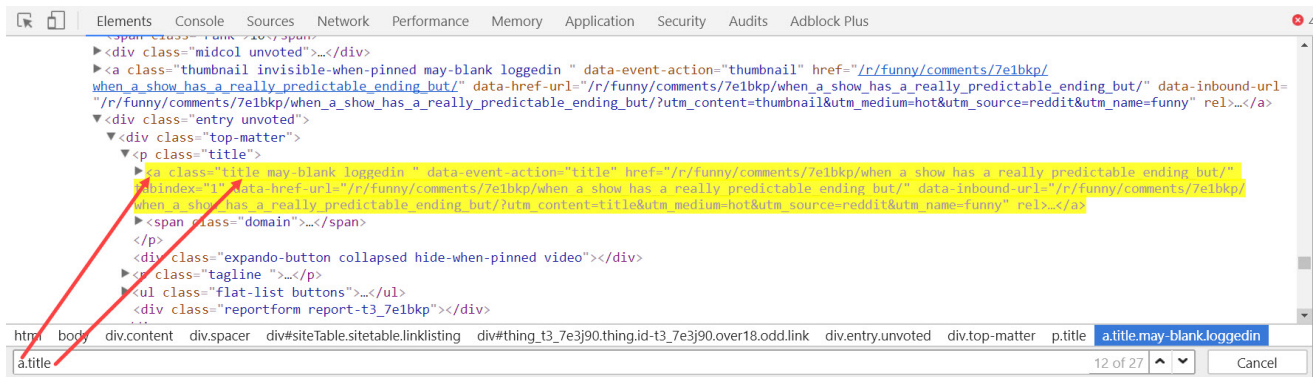 Elements Console Sources Network Performance Memory Application Security Audits Adblock Plus
▶<div class="midcol unvoted">…</div>
▶<a class="thumbnail invisible-when-pinned may-blank loggedin " data-event-action="thumbnail" href="/r/funny/comments/7e1bkp/
when_a_show_has_a_really_predictable_ending_but/" data-href-url="/r/funny/comments/7e1bkp/when_a_show_has_a_really_predictable_ending_but/" data-inbound-url=
"/r/funny/comments/7e1bkp/when_a_show_has_a_really_predictable_ending_but/?utm_content=thumbnail&utm_medium=hot&utm_source=reddit&utm_name=funny" rel>…</a>
▼<div class="entry unvoted">
▼<div class="top-matter">
▼<p class="title">
▶<a class="title may-blank loggedin " data-event-action="title" href="/r/funny/comments/7e1bkp/when_a_show_has_a_really_predictable_ending_but/"
tabindex="1" data-href-url="/r/funny/comments/7e1bkp/when_a_show_has_a_really_predictable_ending_but/" data-inbound-url="/r/funny/comments/7e1bkp/
when_a_show_has_a_really_predictable_ending_but/?utm_content=title&utm_medium=hot&utm_source=reddit&utm_name=funny" rel>…</a>
▶<span class="domain">…</span>
</p>
<div class="expando-button collapsed hide-when-pinned video"></div>
▶<p class="tagline ">…</p>
▶<ul class="flat-list buttons">…</ul>
<div class="reportform report-t3_7e1bkp"></div>
html body div.content div.spacer div#siteTable.sitetable.linklisting div#thing_t3_7e3j90.thing.id-t3_7e3j90.over18.odd.link div.entry.unvoted div.top-matter p.title a.title.may-blank.loggedin
a.title 12 of 27 Cancel